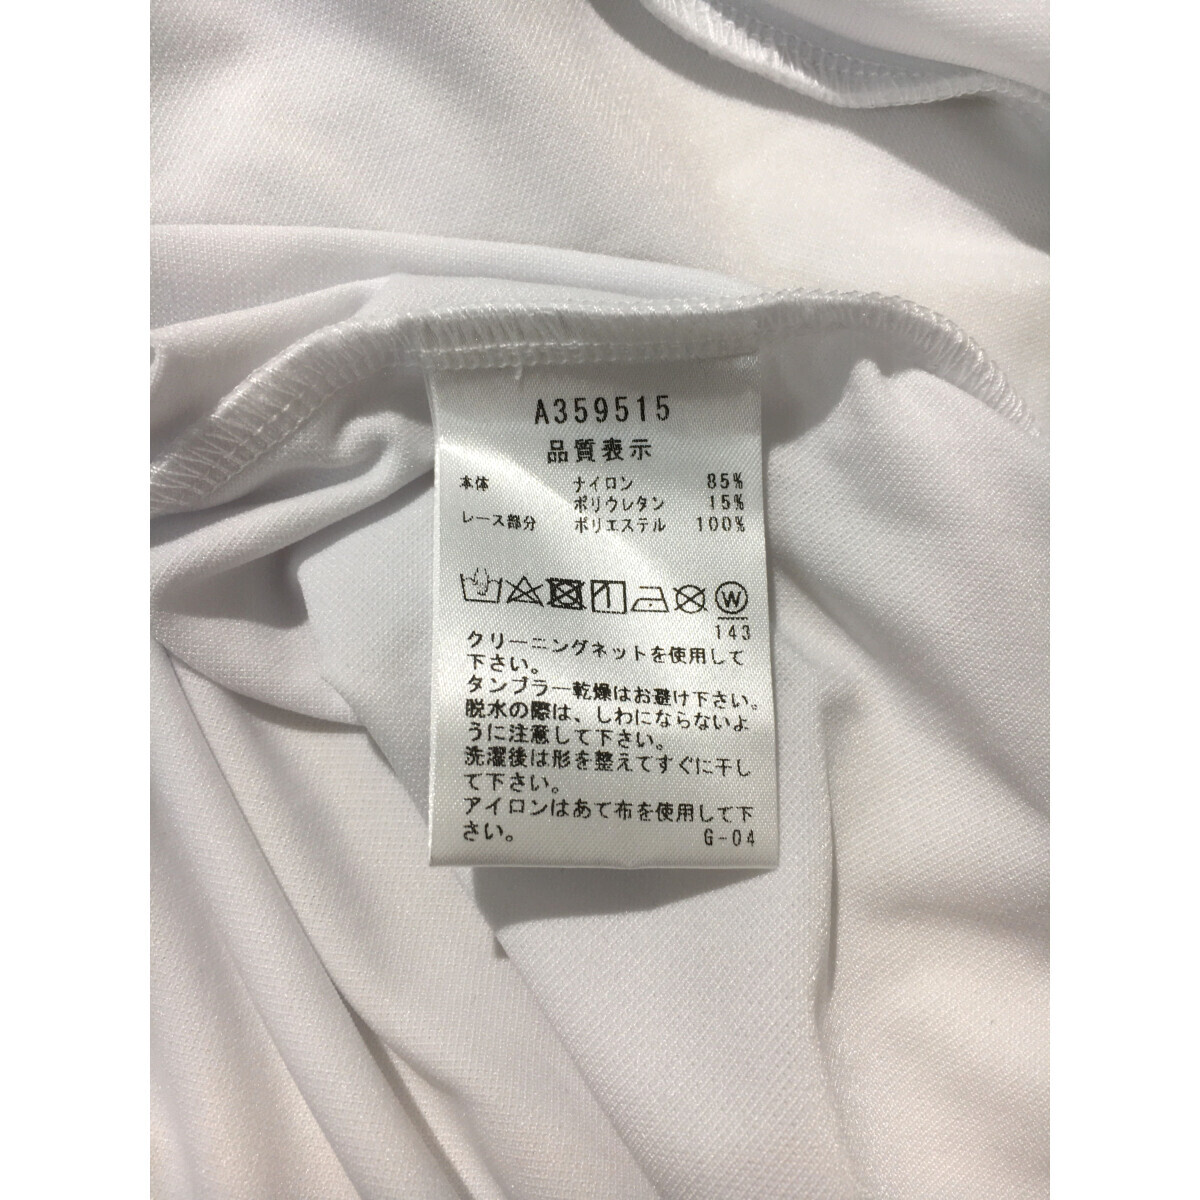 A359515
品質表示
本体 ナイロン 85%
ポリウレタン 15%
レース部分 ポリエステル 100%
W
143
クリーニングネットを使用して
下さい。
タンブラー乾燥はお避け下さい。
脱水の際は、しわにならないよ
うに注意して下さい。
洗濯後は形を整えてすぐに干し
て下さい。
アイロンはあて布を使用して下
さい。 G-04